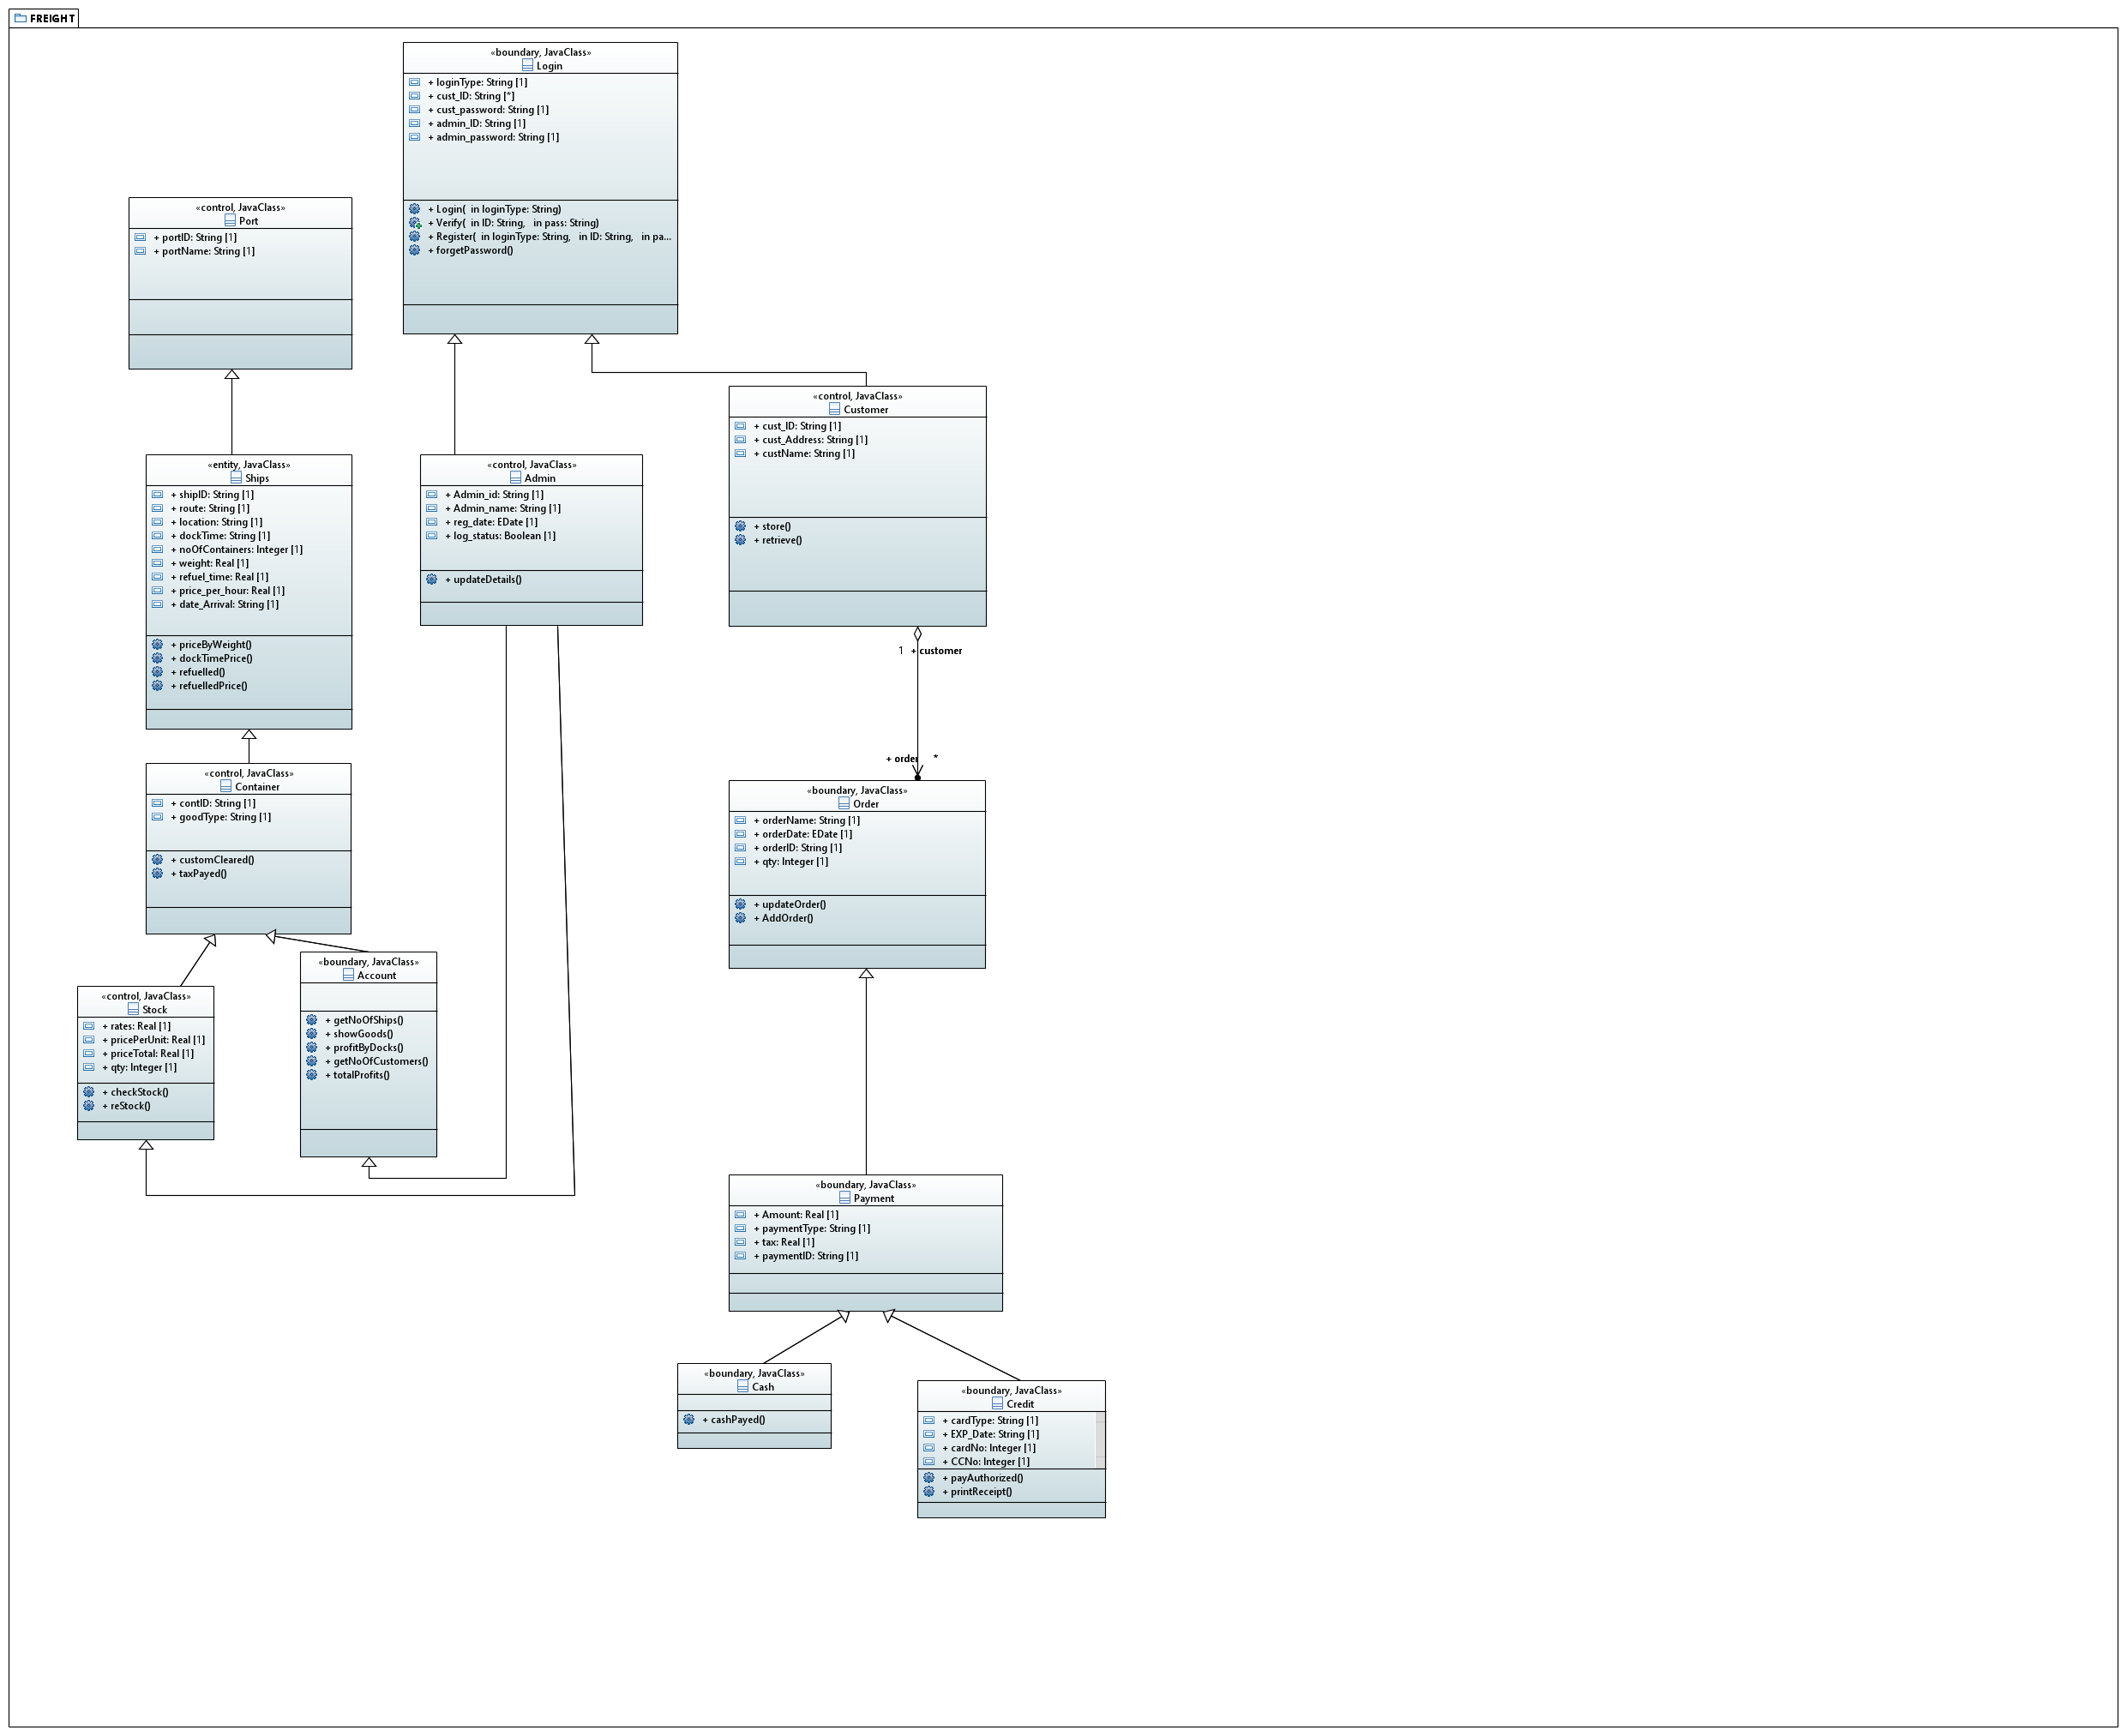 FREIGHT
«boundary, JavaClass»
Login
+ loginType: String [1]
+ cust_ID: String [*]
+ cust_password: String [1]
+ admin_ID: String [1]
+ admin_password: String [1]
+ Login( in loginType: String)
+ Verify( in ID: String, in pass: String)
+ Register( in loginType: String, in ID: String, in pa...
+ forgetPassword()
«control, JavaClass»
Port
+ portID: String [1]
+ portName: String [1]
«control, JavaClass»
Customer
+ cust_ID: String [1]
+ cust_Address: String [1]
+ custName: String [1]
+ store()
+ retrieve()
«entity, JavaClass»
Ships
+ shipID: String [1]
+ route: String [1]
+ location: String [1]
+ dockTime: String [1]
+ noOfContainers: Integer [1]
+ weight: Real [1]
+ refuel_time: Real [1]
+ price_per_hour: Real [1]
+ date_Arrival: String [1]
+ priceByWeight()
+ dockTimePrice()
+ refuelled()
+ refuelledPrice()
«control, JavaClass»
Admin
+ Admin_id: String [1]
+ Admin_name: String [1]
+ reg_date: EDate [1]
+ log_status: Boolean [1]
+ updateDetails()
1 + customer
+ order *
«control, JavaClass»
Container
+ contID: String [1]
+ goodType: String [1]
+ customCleared()
+ taxPayed()
«boundary, JavaClass»
Order
+ orderName: String [1]
+ orderDate: EDate [1]
+ orderID: String [1]
+ qty: Integer [1]
+ updateOrder()
+ AddOrder()
«boundary, JavaClass»
Account
+ getNoOfShips()
+ showGoods()
+ profitByDocks()
+ getNoOfCustomers()
+ totalProfits()
«control, JavaClass»
Stock
+ rates: Real [1]
+ pricePerUnit: Real [1]
+ priceTotal: Real [1]
+ qty: Integer [1]
+ checkStock()
+ reStock()
«boundary, JavaClass»
Payment
+ Amount: Real [1]
+ paymentType: String [1]
+ tax: Real [1]
+ paymentID: String [1]
«boundary, JavaClass»
Cash
+ cashPayed()
«boundary, JavaClass»
Credit
+ cardType: String [1]
+ EXP_Date: String [1]
+ cardNo: Integer [1]
+ CCNo: Integer [1]
+ payAuthorized()
+ printReceipt()